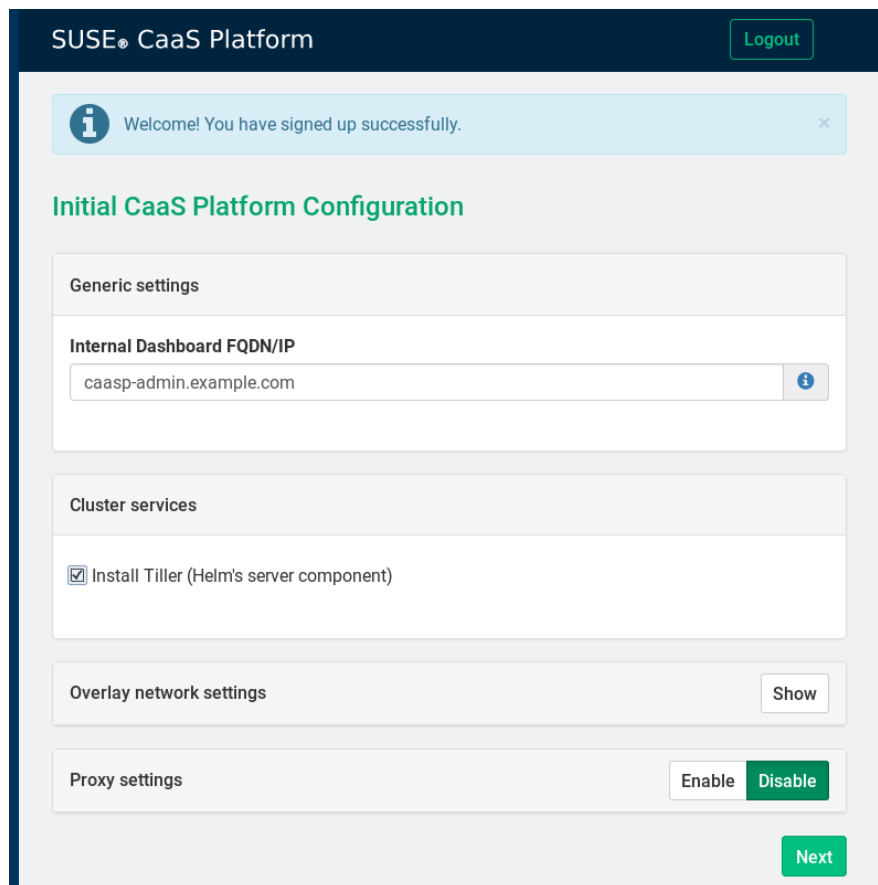 SUSE® CaaS Platform
Logout
Welcome! You have signed up successfully.
×
Initial CaaS Platform Configuration
Generic settings
Internal Dashboard FQDN/IP
caasp-admin.example.com
Cluster services
Install Tiller (Helm's server component)
Overlay network settings
Show
Proxy settings
Enable
Disable
Next